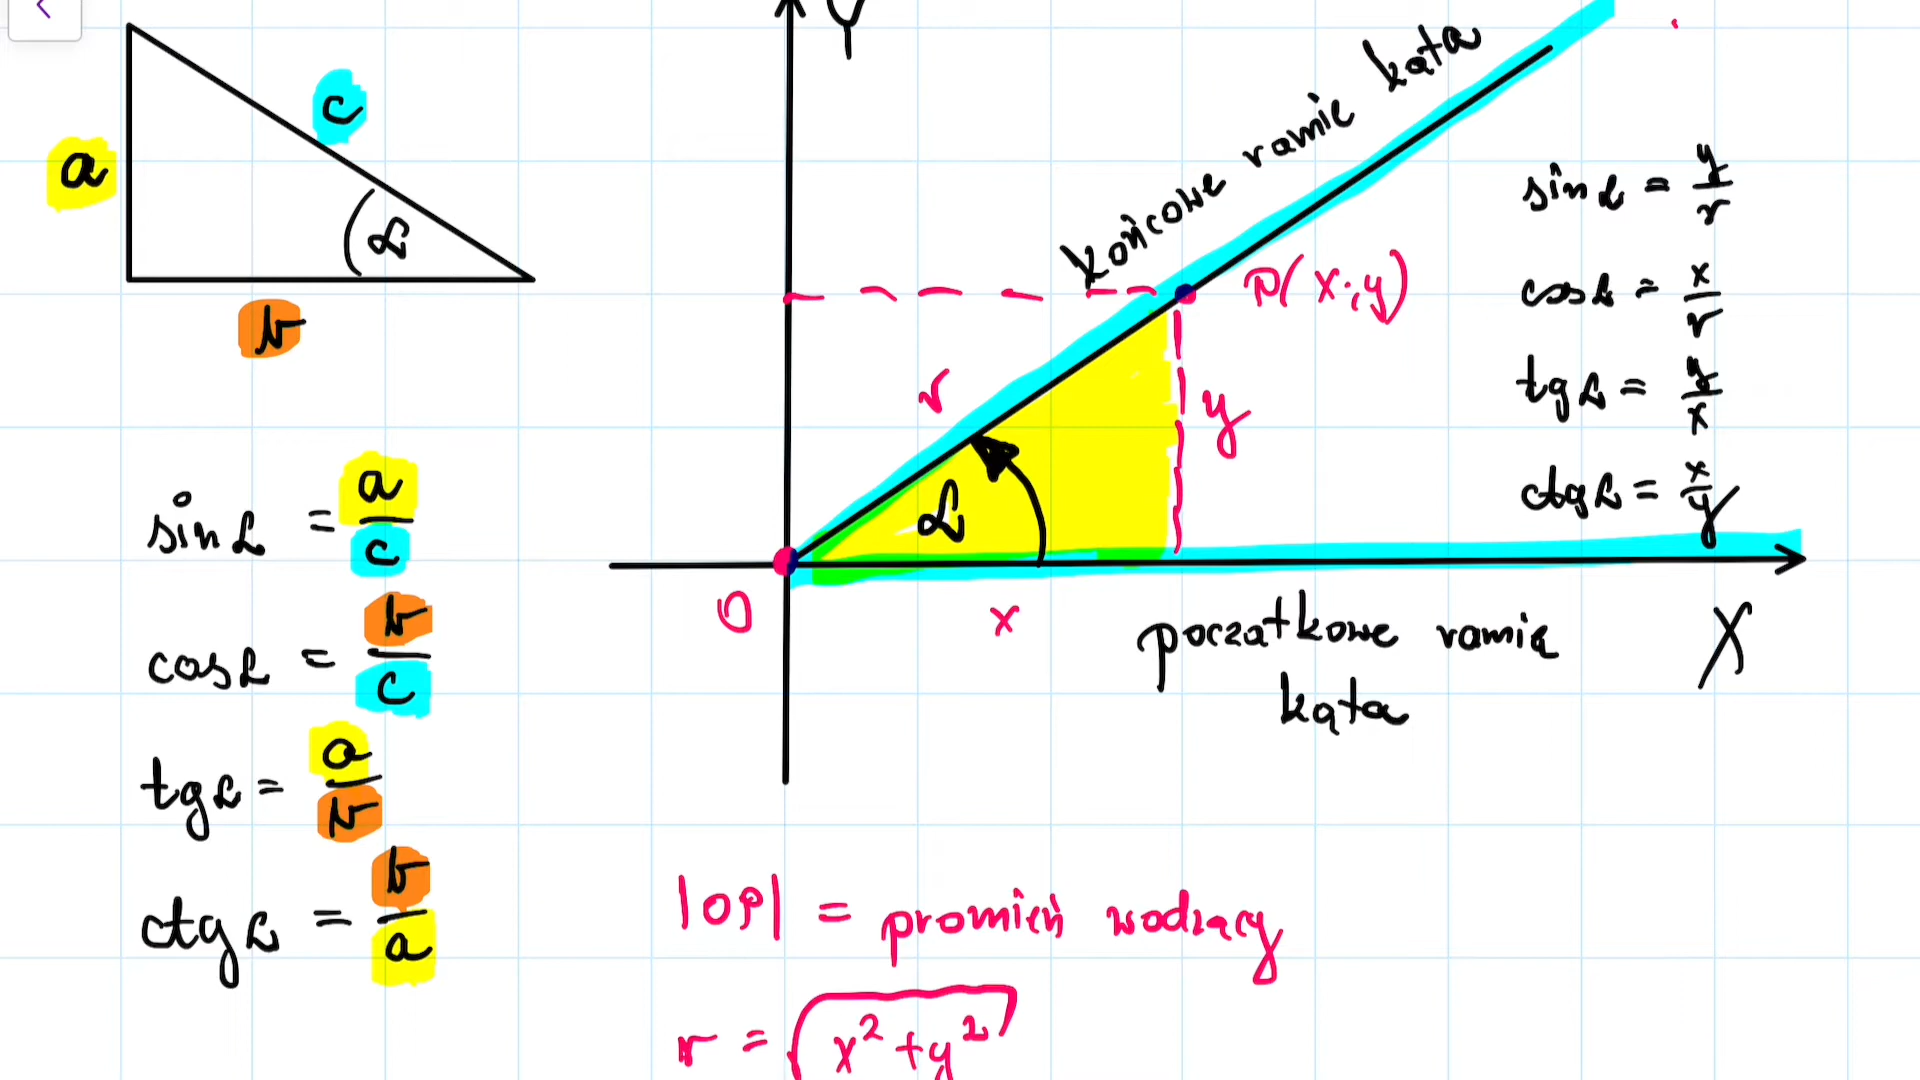 c
a
α
b
sin α = a/c
cos α = b/c
tg α = a/b
ctg α = b/a
Y
końcowe ramię kąta
P(x;y)
r
y
α
0
x
początkowe ramię
kąta
X
sin α = y/r
cos α = x/r
tg α = y/x
ctg α = x/y
|OP| = promień wodzący
r = √(x²+y²)